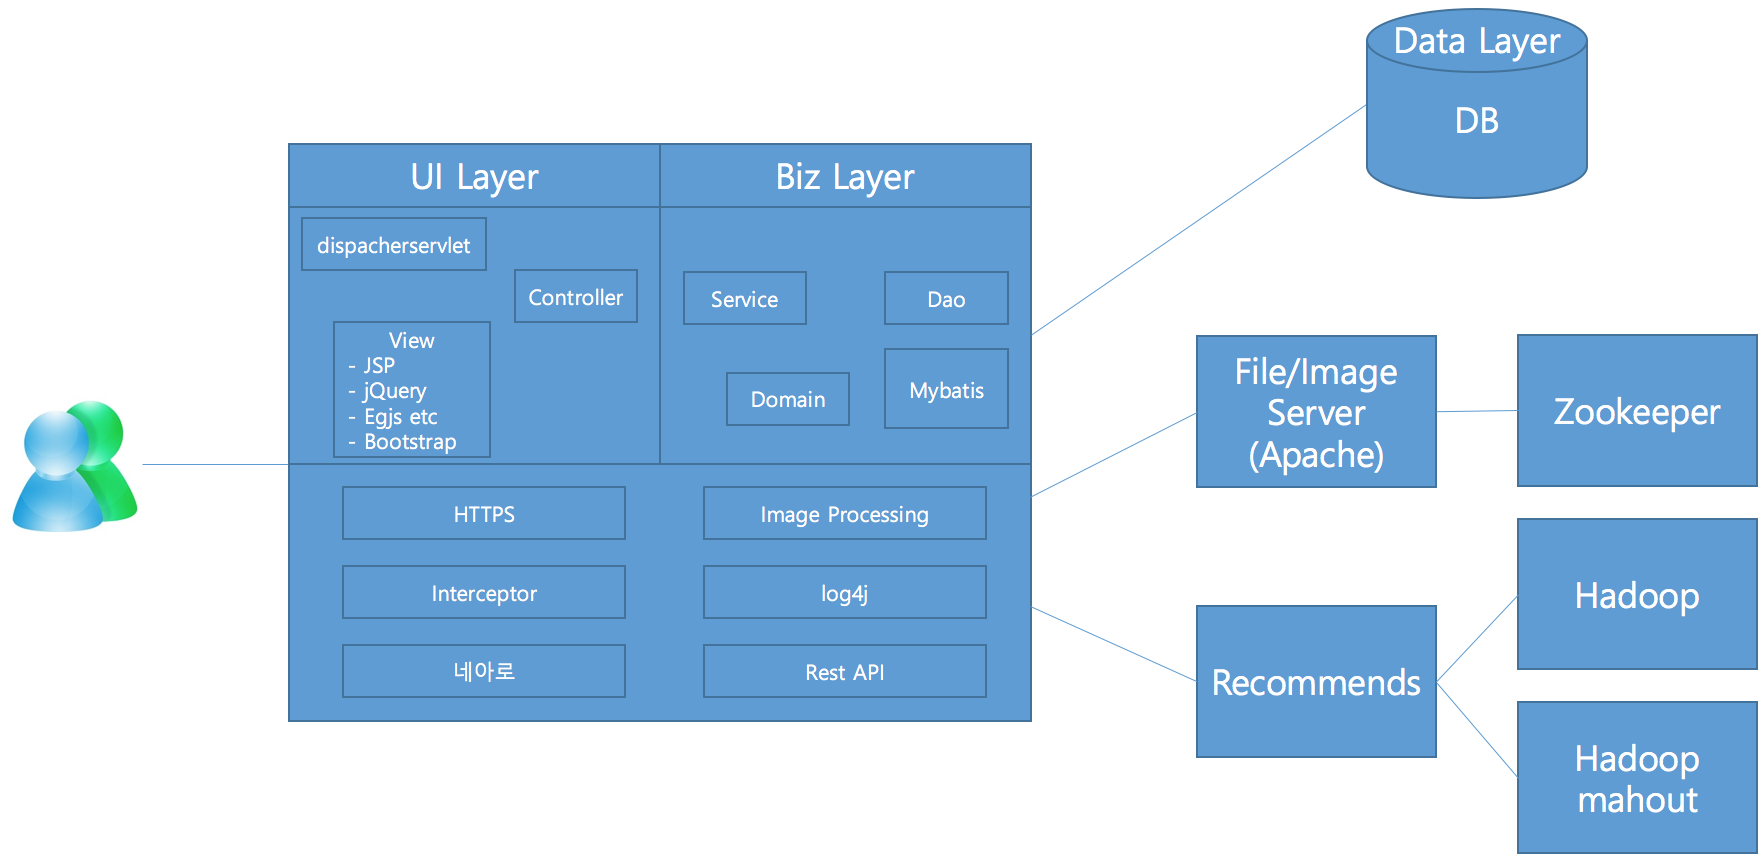 Data Layer
DB
UI Layer
Biz Layer
dispacherservlet
Controller
View
- JSP
- jQuery
- Egjs etc
- Bootstrap
Service
Dao
Domain
Mybatis
HTTPS
Image Processing
Interceptor
log4j
네아로
Rest API
File/Image
Server
(Apache)
Zookeeper
Recommends
Hadoop
Hadoop
mahout